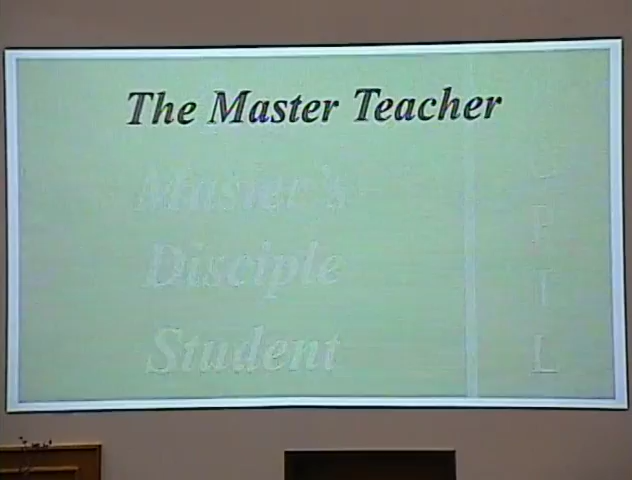 The Master Teacher
Master's
Disciple
Student
U
P
I
L